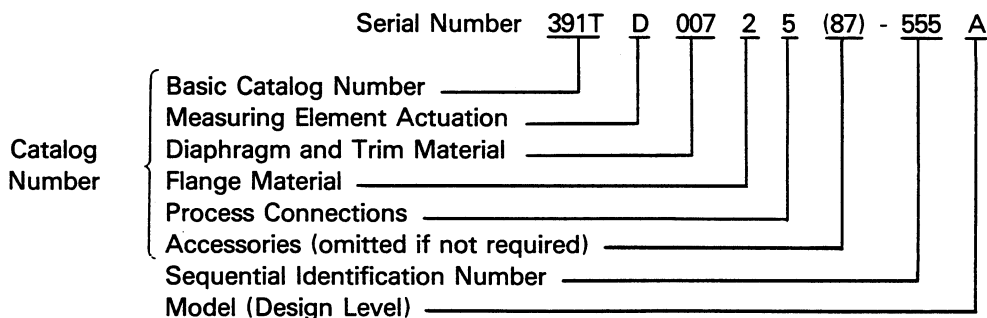 Serial Number 391T D 007 2 5 (87) - 555 A
Basic Catalog Number
Measuring Element Actuation
Catalog Number
Diaphragm and Trim Material
Flange Material
Process Connections
Accessories (omitted if not required)
Sequential Identification Number
Model (Design Level)